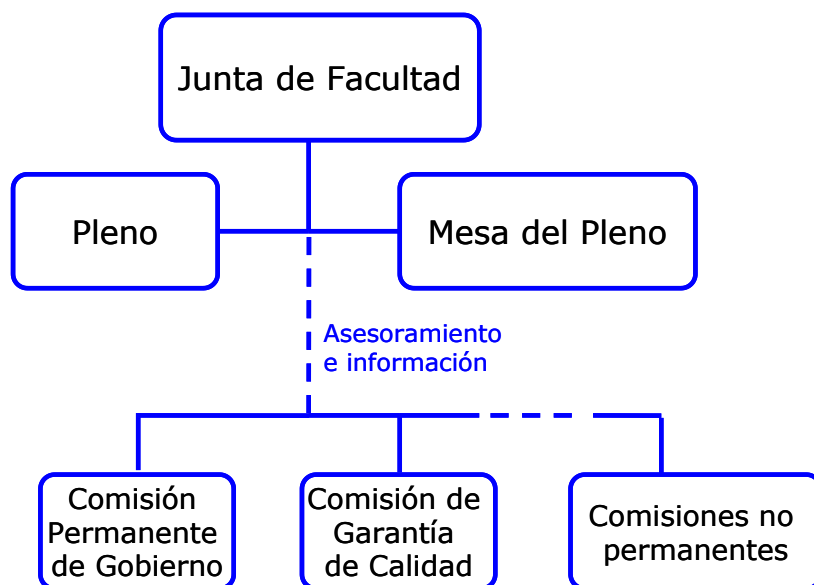 Junta de Facultad
Pleno
Mesa del Pleno
Asesoramiento
e información
Comisión
Permanente
de Gobierno
Comisión de
Garantía
de Calidad
Comisiones no
permanentes